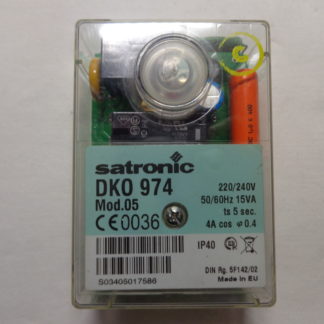 satronic
DKO 974
Mod.05
CE0036
220/240V
50/60Hz 15VA
ts 5 sec.
4A cos φ 0.4
IP40
DIN Rg. 5F142/02
Made in EU
S03405017586